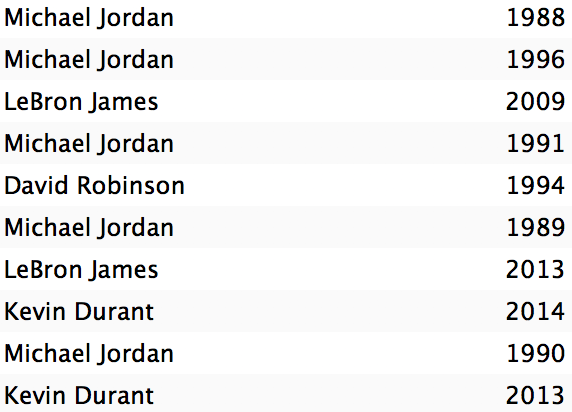 Michael Jordan 1988
Michael Jordan 1996
LeBron James 2009
Michael Jordan 1991
David Robinson 1994
Michael Jordan 1989
LeBron James 2013
Kevin Durant 2014
Michael Jordan 1990
Kevin Durant 2013